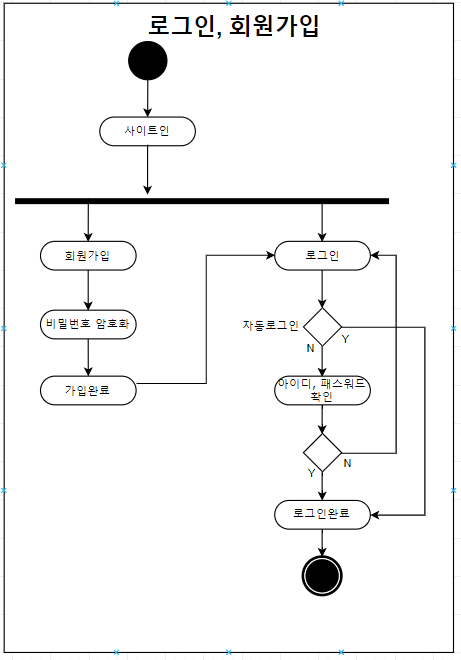 로그인, 회원가입
사이트인
회원가입
로그인
비밀번호 암호화
자동로그인
Y
N
가입완료
아이디, 패스워드
확인
N
Y
로그인완료